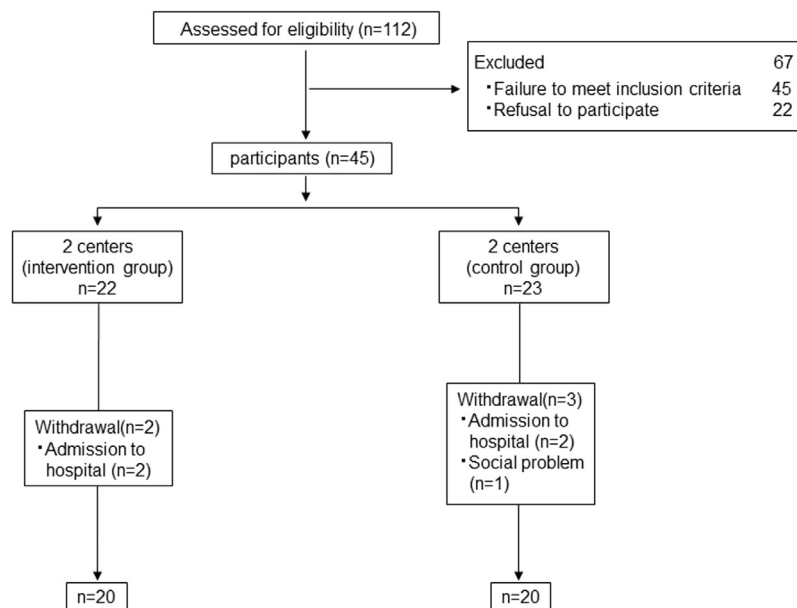 Assessed for eligibility (n=112)
Excluded 67
・Failure to meet inclusion criteria 45
・Refusal to participate 22
participants (n=45)
2 centers
(intervention group)
n=22
2 centers
(control group)
n=23
Withdrawal(n=2)
・Admission to
hospital (n=2)
Withdrawal(n=3)
・Admission to
hospital (n=2)
・Social problem
(n=1)
n=20
n=20